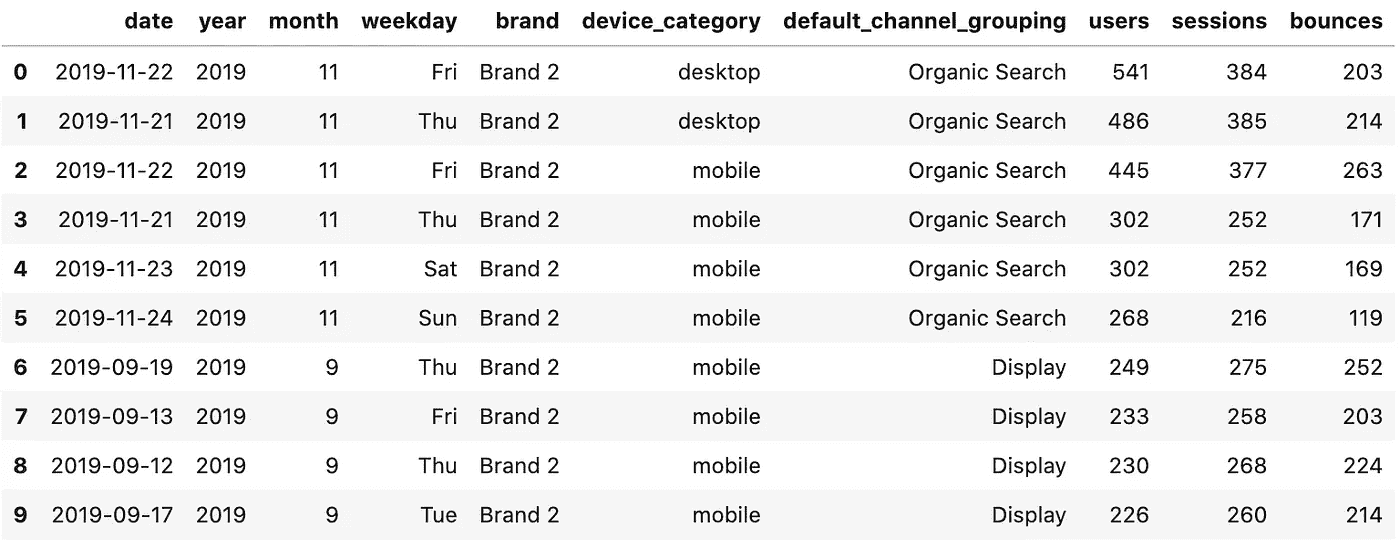 date year month weekday brand device_category default_channel_grouping users sessions bounces
0 2019-11-22 2019 11 Fri Brand 2 desktop Organic Search 541 384 203
1 2019-11-21 2019 11 Thu Brand 2 desktop Organic Search 486 385 214
2 2019-11-22 2019 11 Fri Brand 2 mobile Organic Search 445 377 263
3 2019-11-21 2019 11 Thu Brand 2 mobile Organic Search 302 252 171
4 2019-11-23 2019 11 Sat Brand 2 mobile Organic Search 302 252 169
5 2019-11-24 2019 11 Sun Brand 2 mobile Organic Search 268 216 119
6 2019-09-19 2019 9 Thu Brand 2 mobile Display 249 275 252
7 2019-09-13 2019 9 Fri Brand 2 mobile Display 233 258 203
8 2019-09-12 2019 9 Thu Brand 2 mobile Display 230 268 224
9 2019-09-17 2019 9 Tue Brand 2 mobile Display 226 260 214